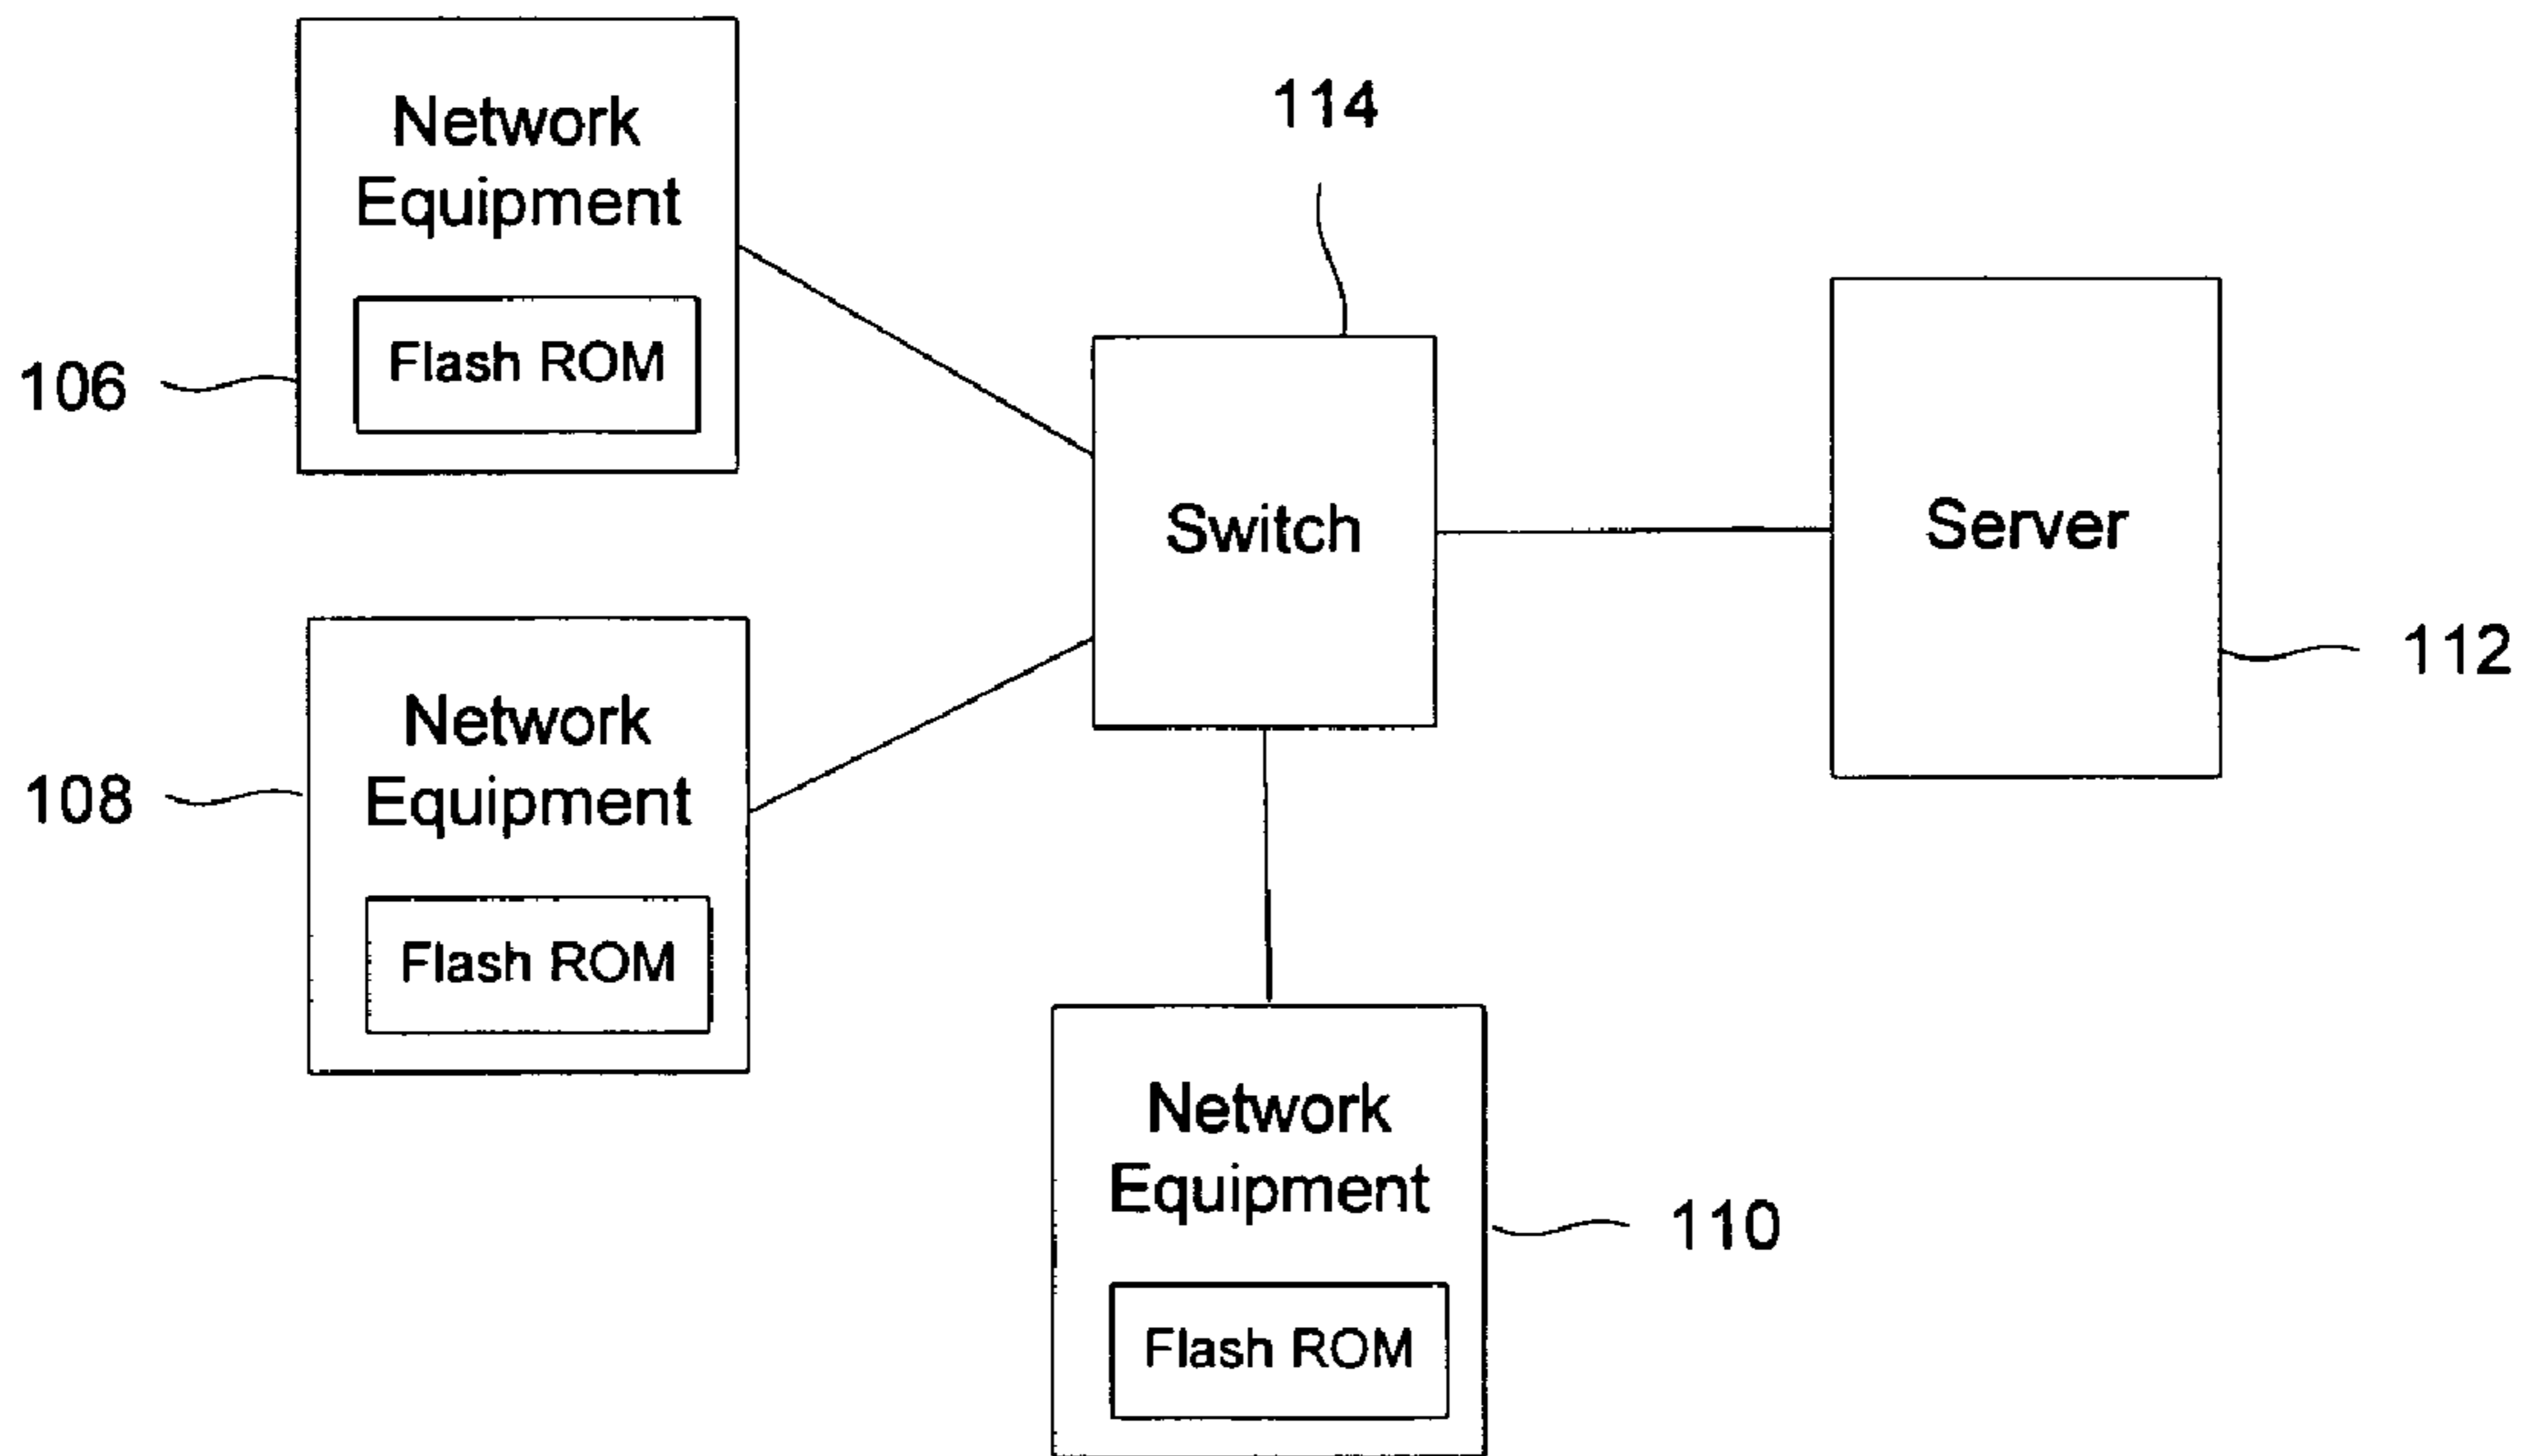 Network
Equipment
Flash ROM
106
114
Switch
Server
112
Network
Equipment
108
Flash ROM
Network
Equipment
110
Flash ROM